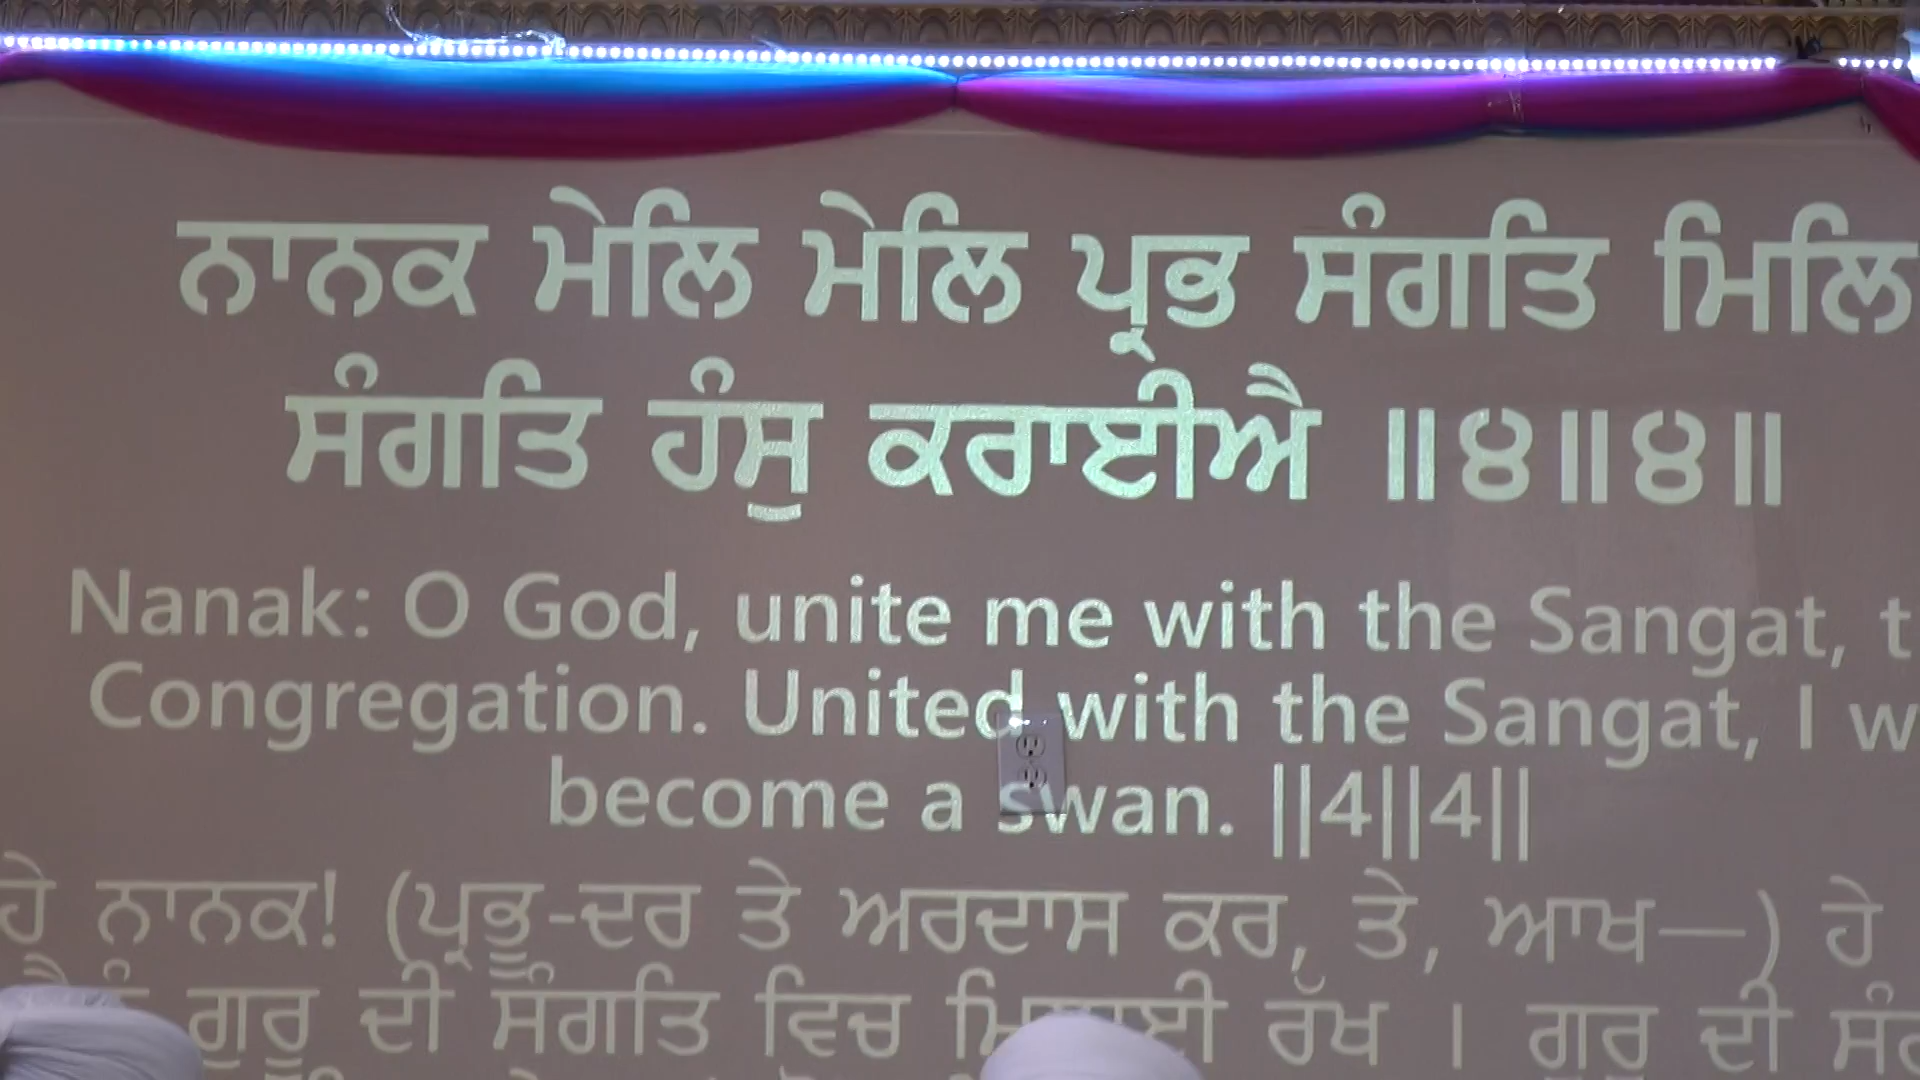 ਨਾਨਕ ਮੇਲਿ ਮੇਲਿ ਪ੍ਰਭ ਸੰਗਤਿ ਮਿਲਿ
ਸੰਗਤਿ ਹੰਸੁ ਕਰਾਈਐ ॥੪॥੪॥
Nanak: O God, unite me with the Sangat, t
Congregation. United with the Sangat, I w
become a swan. ||4||4||
ਹੇ ਨਾਨਕ! (ਪ੍ਰਭੂ-ਦਰ ਤੇ ਅਰਦਾਸ ਕਰ, ਤੇ, ਆਖ—) ਹੇ
ਗੁਰੂ ਦੀ ਸੰਗਤਿ ਵਿਚ ਰੱਖ । ਗੁਰੂ ਦੀ